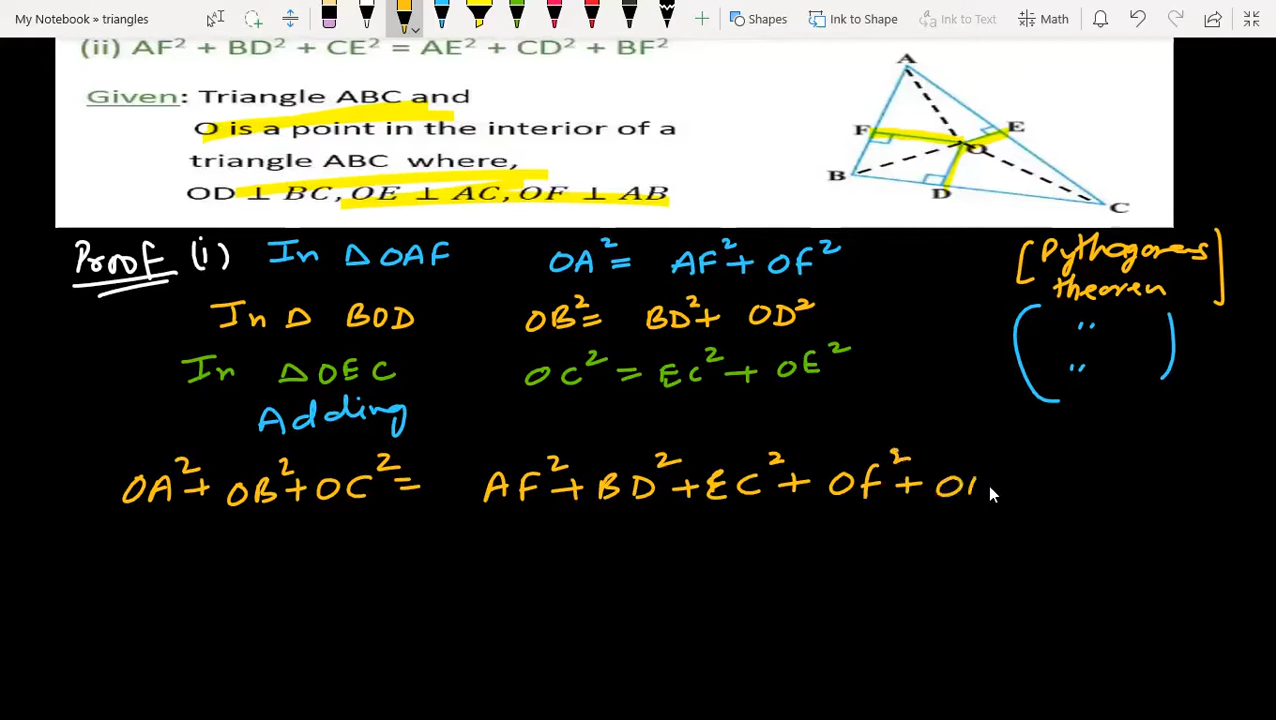 My Notebook » triangles
Shapes
Ink to Shape
Ink to Text
Math
(ii) AF² + BD² + CE² = AE² + CD² + BF²
Given: Triangle ABC and
O is a point in the interior of a
triangle ABC where,
OD ⊥ BC, OE ⊥ AC, OF ⊥ AB
A
F
E
O
B
D
C
Proof (i) In △OAF OA² = AF² + OF² [Pythagoreus
theoren]
In △ BOD OB² = BD² + OD² ( "
In △OEC OC² = EC² + OE² " )
Adding
OA² + OB² + OC² = AF² + BD² + EC² + OF² + OI